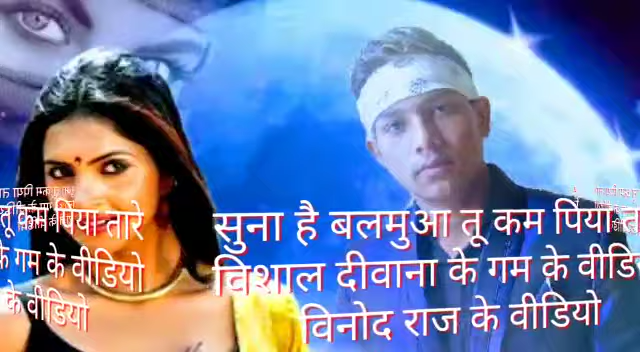 सुना है बलमुआ तू कम पिया त
विशाल दीवाना के गम के वीडि
विनोद राज के वीडियो
तू कम पिया तारे
के गम के वीडियो
के वीडियो